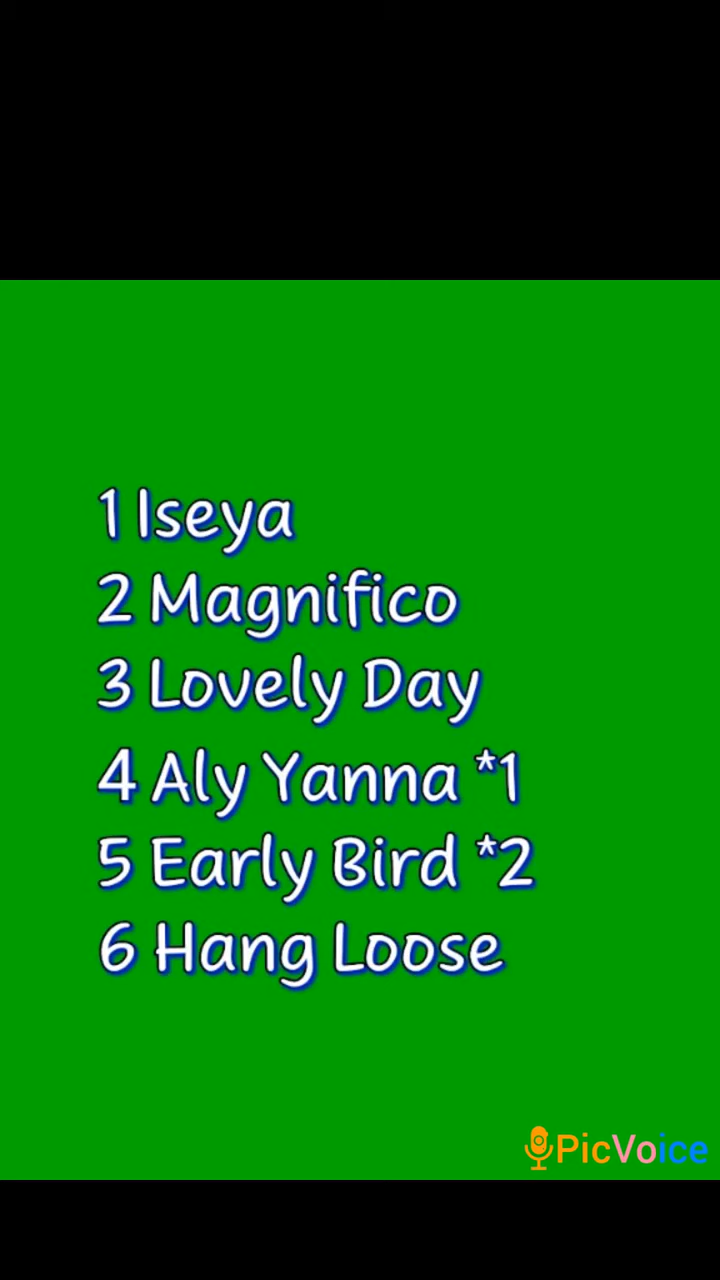 1 Iseya
2 Magnifico
3 Lovely Day
4 Aly Yanna *1
5 Early Bird *2
6 Hang Loose
PicVoice